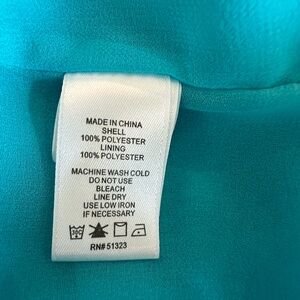 MADE IN CHINA
SHELL
100% POLYESTER
LINING
100% POLYESTER
MACHINE WASH COLD
DO NOT USE
BLEACH
LINE DRY
USE LOW IRON
IF NECESSARY
RN# 51323